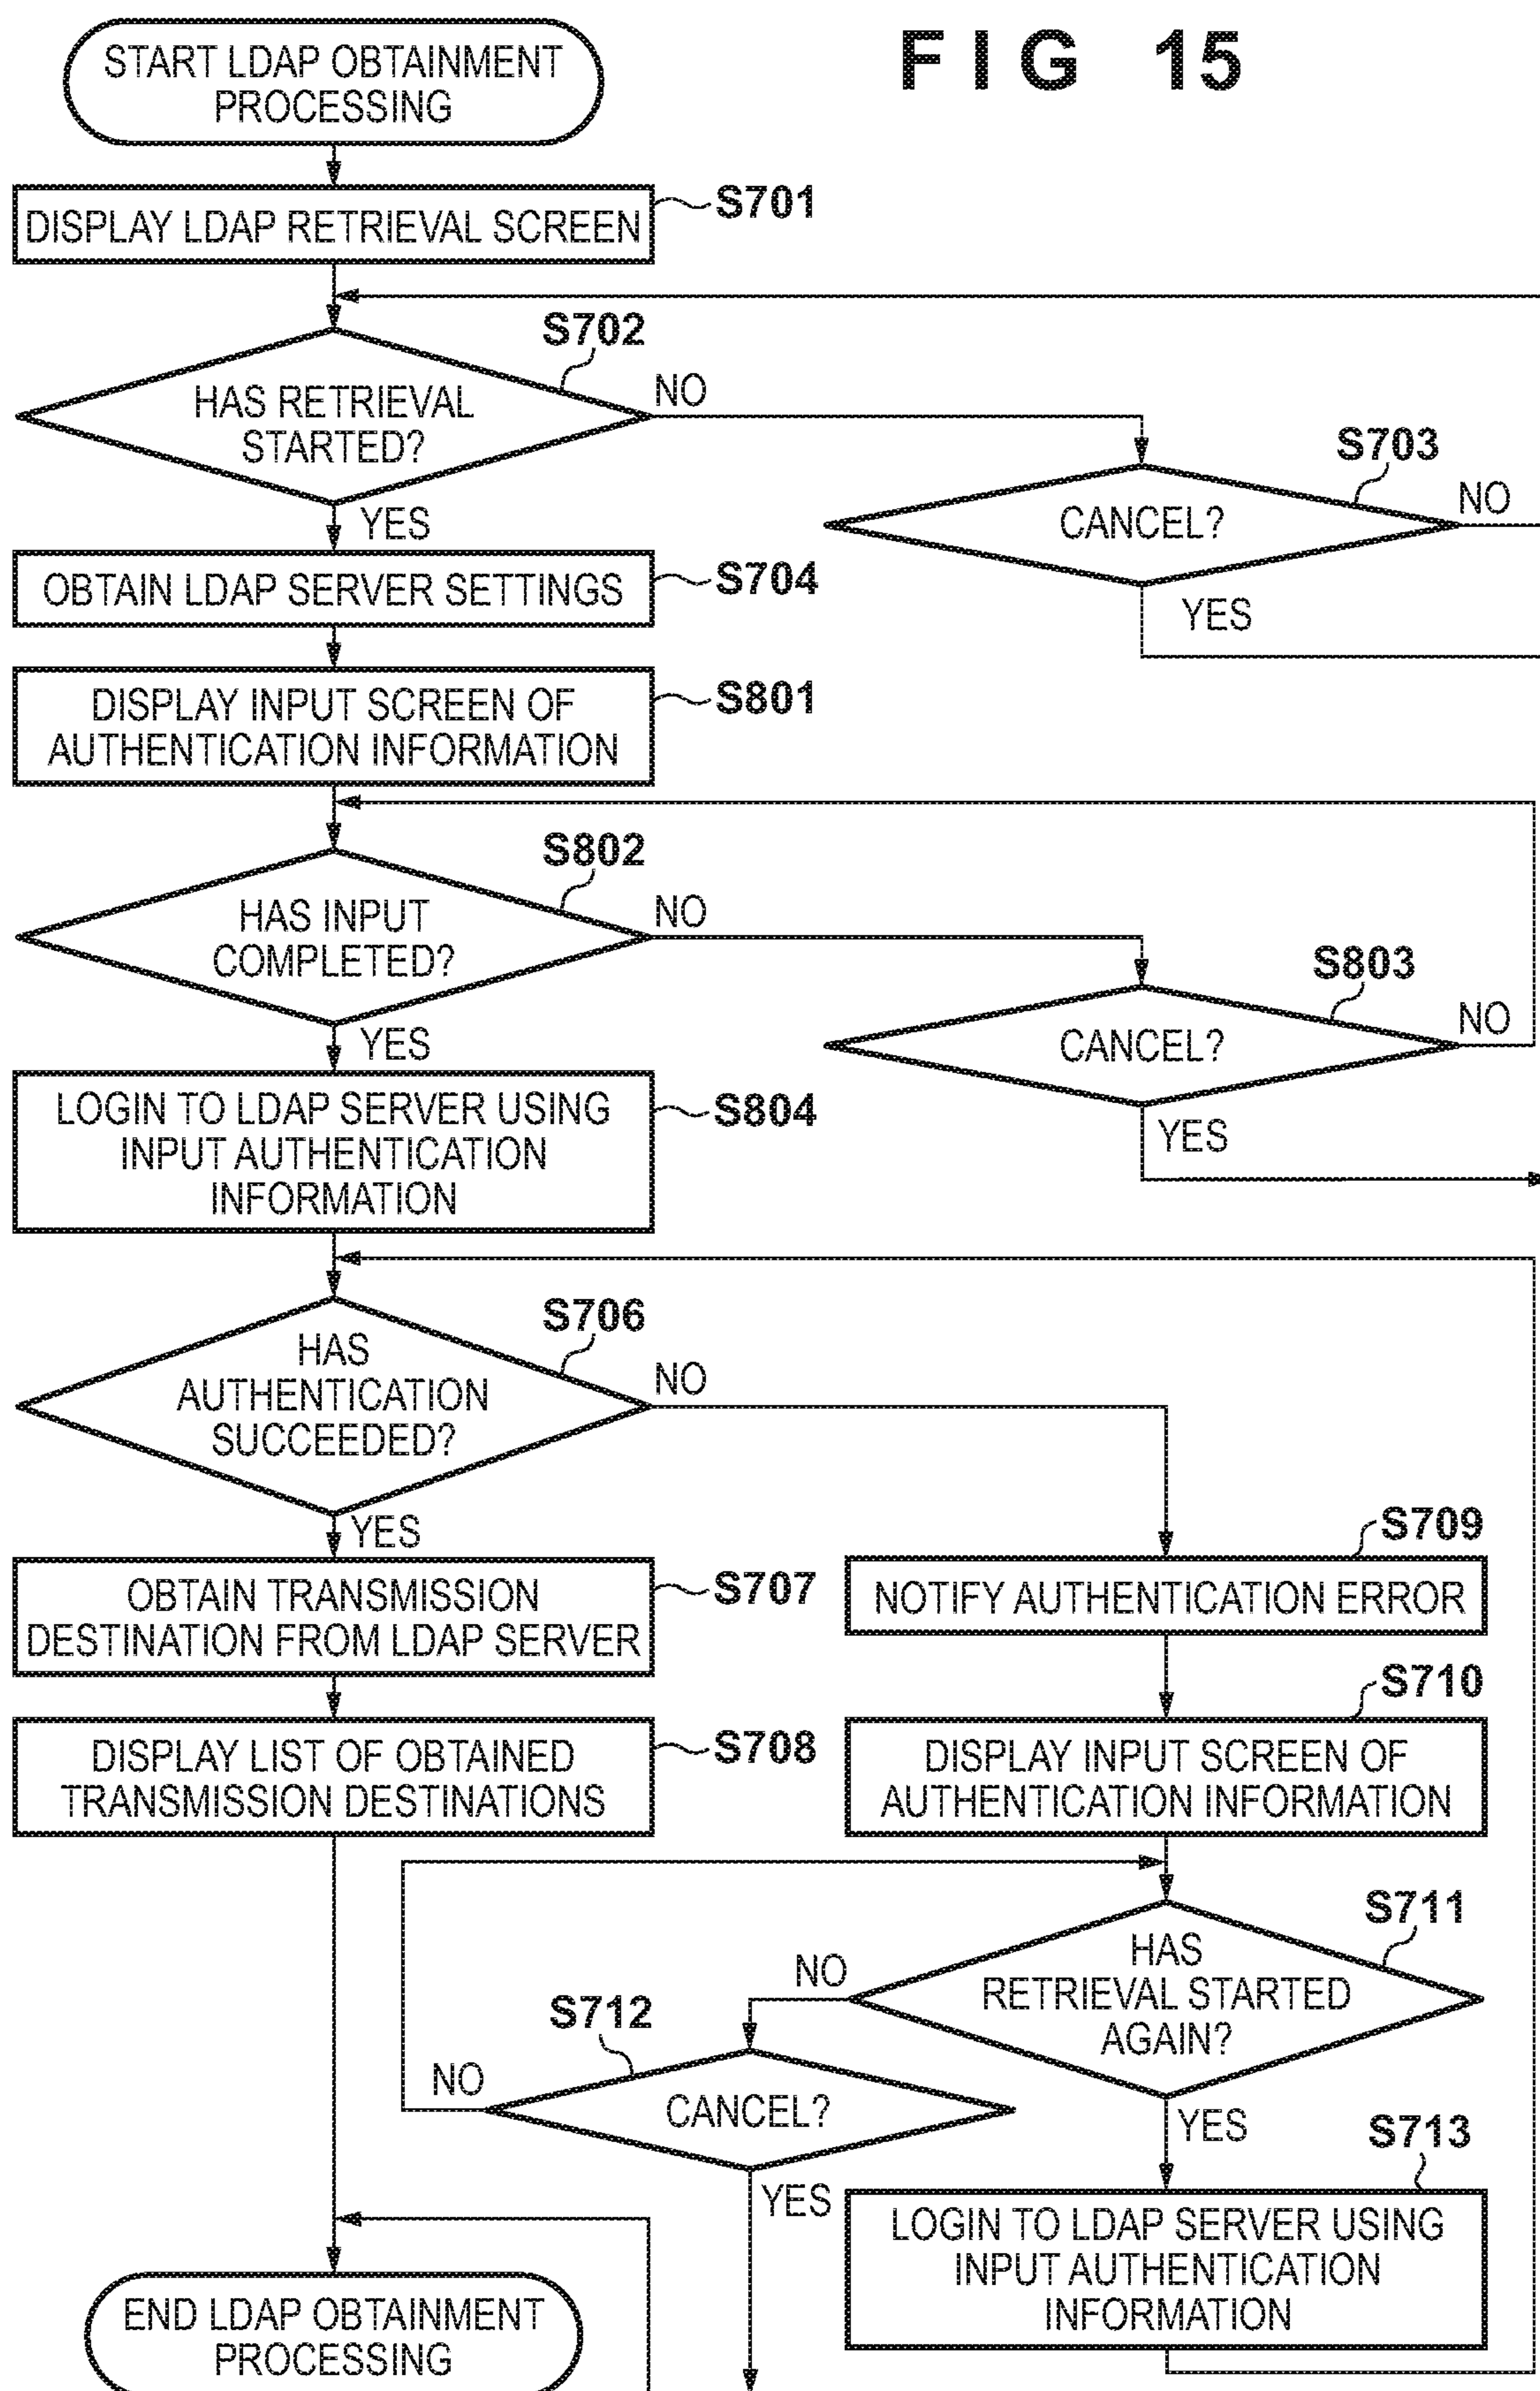 FIG 15
START LDAP OBTAINMENT
PROCESSING
S701
DISPLAY LDAP RETRIEVAL SCREEN
S702
HAS RETRIEVAL
STARTED?
NO
YES
S703
CANCEL?
NO
YES
S704
OBTAIN LDAP SERVER SETTINGS
S801
DISPLAY INPUT SCREEN OF
AUTHENTICATION INFORMATION
S802
HAS INPUT
COMPLETED?
NO
YES
S803
CANCEL?
NO
YES
S804
LOGIN TO LDAP SERVER USING
INPUT AUTHENTICATION
INFORMATION
S706
HAS
AUTHENTICATION
SUCCEEDED?
NO
YES
S707
OBTAIN TRANSMISSION
DESTINATION FROM LDAP SERVER
S708
DISPLAY LIST OF OBTAINED
TRANSMISSION DESTINATIONS
S709
NOTIFY AUTHENTICATION ERROR
S710
DISPLAY INPUT SCREEN OF
AUTHENTICATION INFORMATION
S711
HAS
RETRIEVAL STARTED
AGAIN?
NO
YES
S712
CANCEL?
NO
YES
S713
LOGIN TO LDAP SERVER USING
INPUT AUTHENTICATION
INFORMATION
END LDAP OBTAINMENT
PROCESSING